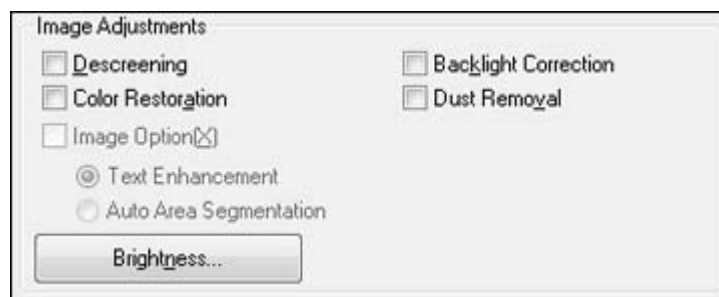 Image Adjustments
Descreening
Backlight Correction
Color Restoration
Dust Removal
Image Option(X)
Text Enhancement
Auto Area Segmentation
Brightness...